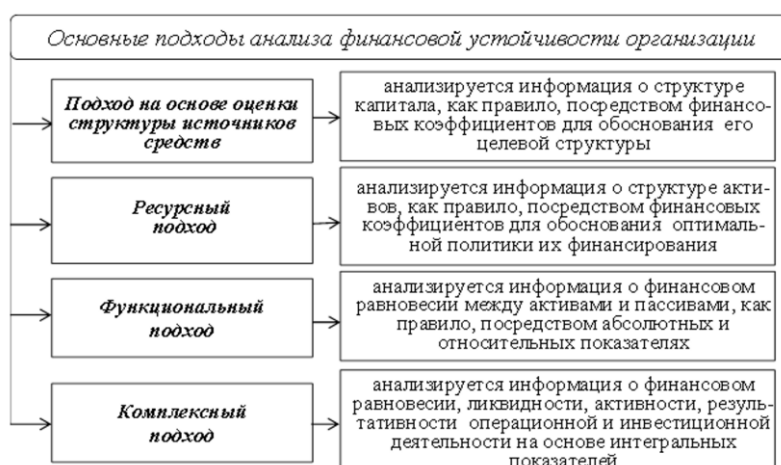 Основные подходы анализа финансовой устойчивости организации
Подход на основе оценки
структуры источников
средств
анализируется информация о структуре
капитала, как правило, посредством финансо-
вых коэффициентов для обоснования его
целевой структуры
Ресурсный
подход
анализируется информация о структуре акти-
вов, как правило, посредством финансовых
коэффициентов для обоснования оптималь-
ной политики их финансирования
Функциональный
подход
анализируется информация о финансовом
равновесии между активами и пассивами, как
правило, посредством абсолютных и
относительных показателях
Комплексный
подход
анализируется информация о финансовом
равновесии, ликвидности, активности, резуль-
тативности операционной и инвестиционной
деятельности на основе интегральных
показателей